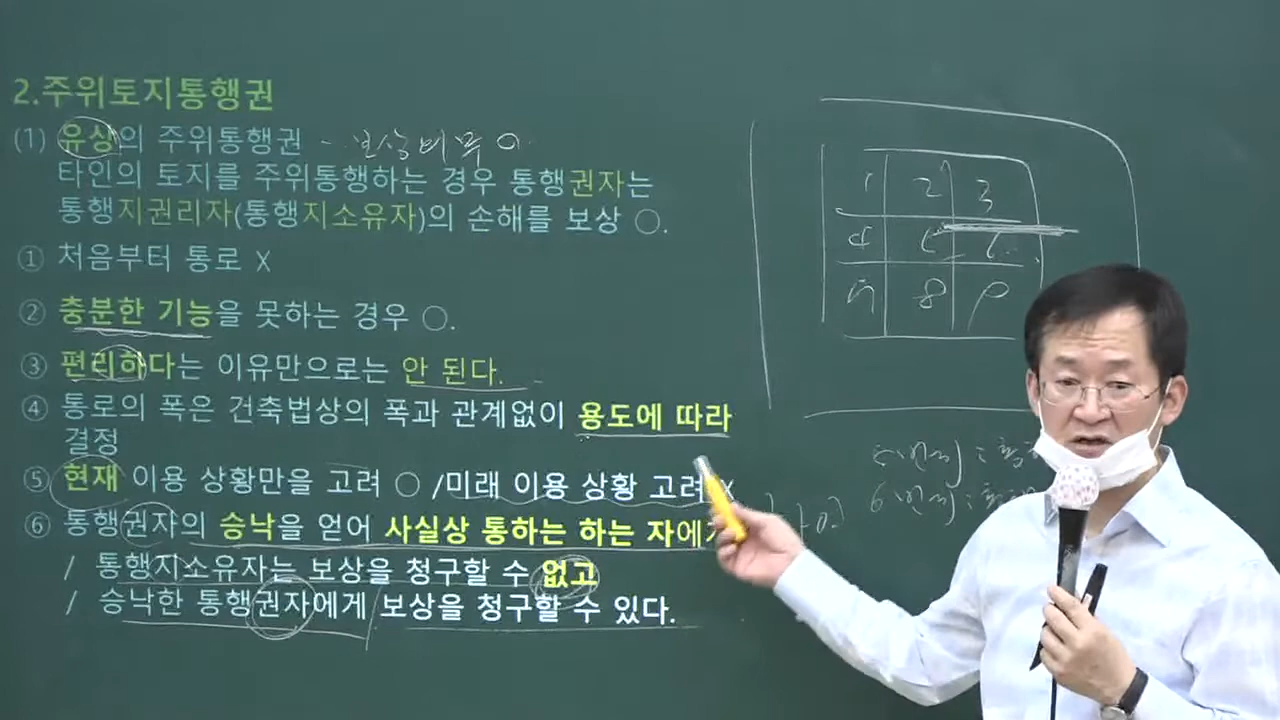 2.주위토지통행권
(1) 유상의 주위통행권 - 보상의무 O
타인의 토지를 주위통행하는 경우 통행권자는
통행지권리자(통행지소유자)의 손해를 보상 ○.
① 처음부터 통로 X
② 충분한 기능을 못하는 경우 ○.
③ 편리하다는 이유만으로는 안 된다.
④ 통로의 폭은 건축법상의 폭과 관계없이 용도에 따라
결정
⑤ 현재 이용 상황만을 고려 ○ /미래 이용 상황 고려 X
⑥ 통행권자의 승낙을 얻어 사실상 통하는 하는 자에게
/ 통행지소유자는 보상을 청구할 수 없고
/ 승낙한 통행권자에게 보상을 청구할 수 있다.
1 2 3
4 5 6
7 8 9
5번지 :
6번지 :